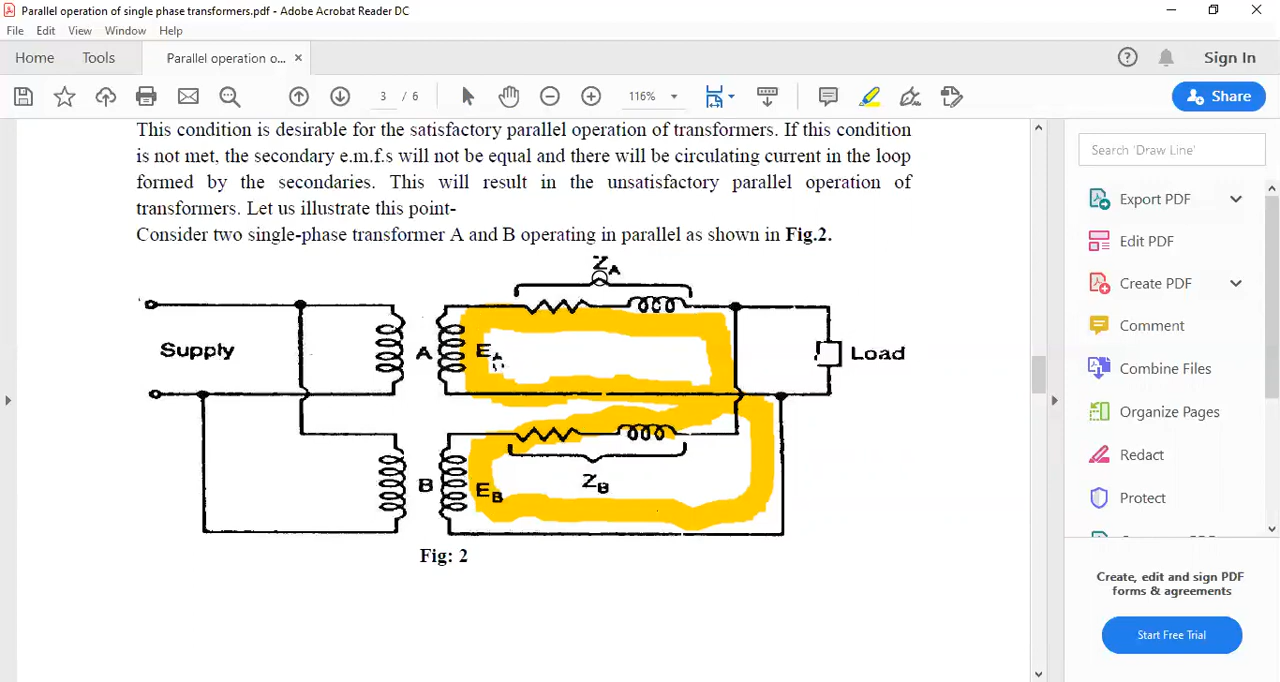 Parallel operation of single phase transformers.pdf - Adobe Acrobat Reader DC
File Edit View Window Help
Home Tools Parallel operation o... × Sign In
3 / 6 116% Share
This condition is desirable for the satisfactory parallel operation of transformers. If this condition
is not met, the secondary e.m.f.s will not be equal and there will be circulating current in the loop
formed by the secondaries. This will result in the unsatisfactory parallel operation of
transformers. Let us illustrate this point-
Consider two single-phase transformer A and B operating in parallel as shown in Fig.2.
ZA
Supply A EA Load
B EB ZB
Fig: 2
Search 'Draw Line'
Export PDF
Edit PDF
Create PDF
Comment
Combine Files
Organize Pages
Redact
Protect
Create, edit and sign PDF
forms & agreements
Start Free Trial